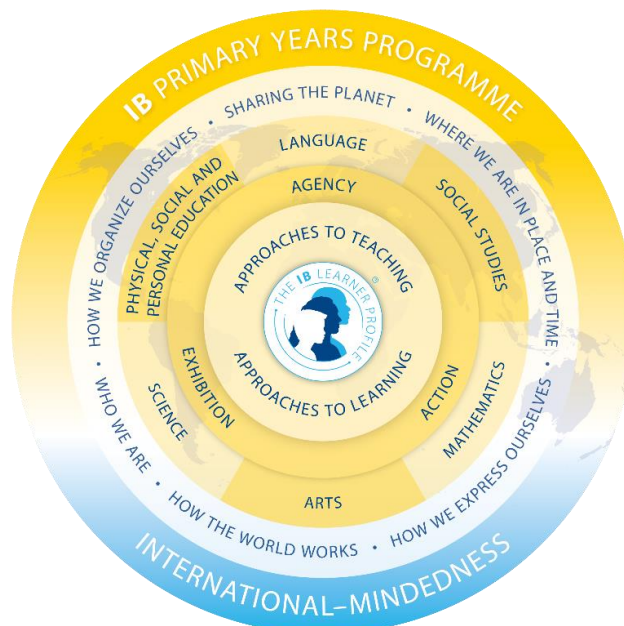 IB PRIMARY YEARS PROGRAMME
SHARING THE PLANET
•
WHERE WE ARE IN PLACE AND TIME
•
HOW WE EXPRESS OURSELVES
•
HOW THE WORLD WORKS
•
WHO WE ARE
•
HOW WE ORGANIZE OURSELVES
•
LANGUAGE
SOCIAL STUDIES
MATHEMATICS
ARTS
SCIENCE
PHYSICAL, SOCIAL AND
PERSONAL EDUCATION
AGENCY
ACTION
EXHIBITION
APPROACHES TO TEACHING
THE IB LEARNER PROFILE
®
APPROACHES TO LEARNING
INTERNATIONAL–MINDEDNESS